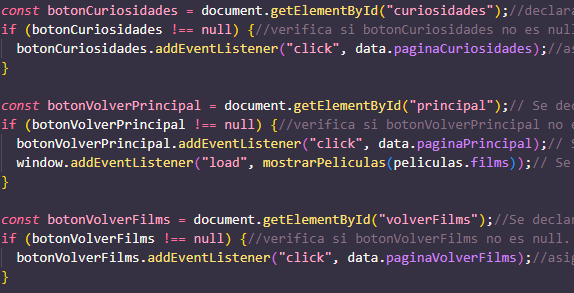 const botonCuriosidades = document.getElementById("curiosidades");//declara
if (botonCuriosidades !== null) {//verifica si botonCuriosidades no es null
botonCuriosidades.addEventListener("click", data.paginaCuriosidades);//as
}
const botonVolverPrincipal = document.getElementById("principal");// Se dec
if (botonVolverPrincipal !== null) {//verifica si botonVolverPrincipal no e
botonVolverPrincipal.addEventListener("click", data.paginaPrincipal);// S
window.addEventListener("load", mostrarPeliculas(peliculas.films));// Se
}
const botonVolverFilms = document.getElementById("volverFilms");//Se declar
if (botonVolverFilms !== null) {//verifica si botonVolverFilms no es null.
botonVolverFilms.addEventListener("click", data.paginaVolverFilms);//asig
}